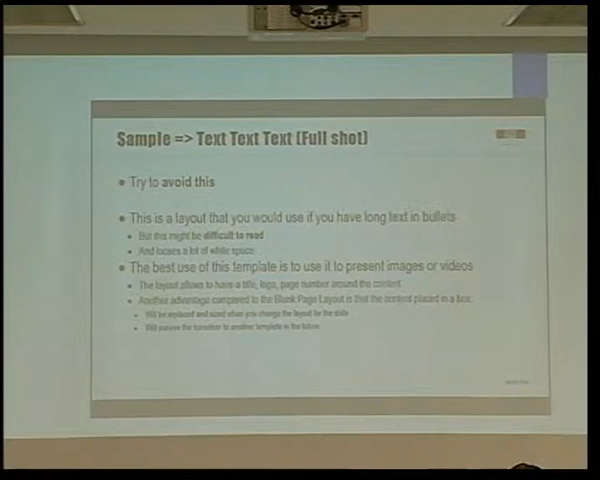 Sample => Text Text Text (Full shot)
• Try to avoid this
• This is a layout that you would use if you have long text in bullets
• But this might be difficult to read
• And looses a lot of white space
• The best use of this template is to use it to present images or videos
• The layout allows to have a title, logo, page number around the content
• Another advantage compared to the Blank Page Layout is that the content placed in a box:
• Will be replaced and sized when you change the layout for the slide
• Will survive the transition to another template in the future